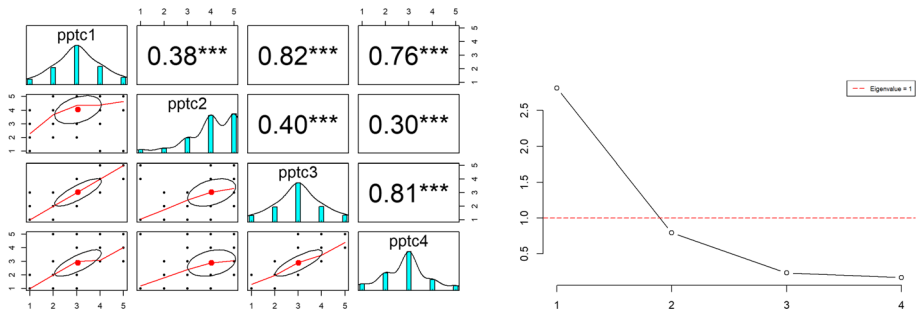 1 2 3 4 5 1 2 3 4 5
pptc1 0.38*** 0.82*** 0.76*** 1 2 3 4 5
1 2 3 4 5 pptc2 0.40*** 0.30***
pptc3 0.81*** 1 2 3 4 5
1 2 3 4 5 pptc4
1 2 3 4 5 1 2 3 4 5
Eigenvalue = 1
2.5
2.0
1.5
1.0
0.5
1 2 3 4